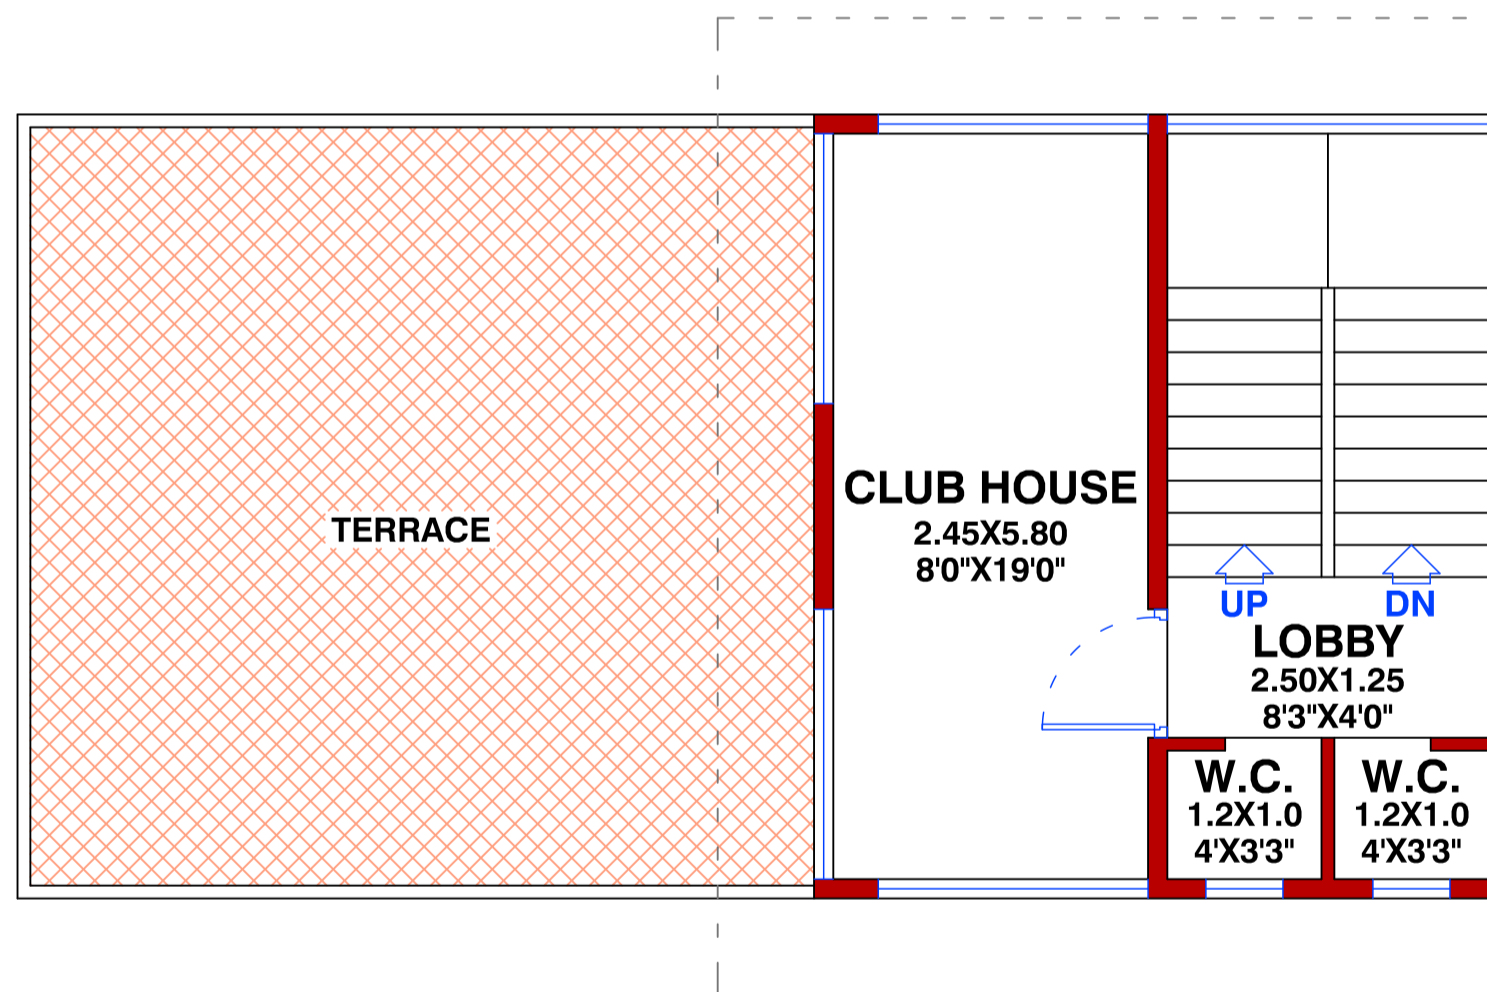 TERRACE
CLUB HOUSE
2.45X5.80
8'0"X19'0"
UP
DN
LOBBY
2.50X1.25
8'3"X4'0"
W.C.
1.2X1.0
4'X3'3"
W.C.
1.2X1.0
4'X3'3"